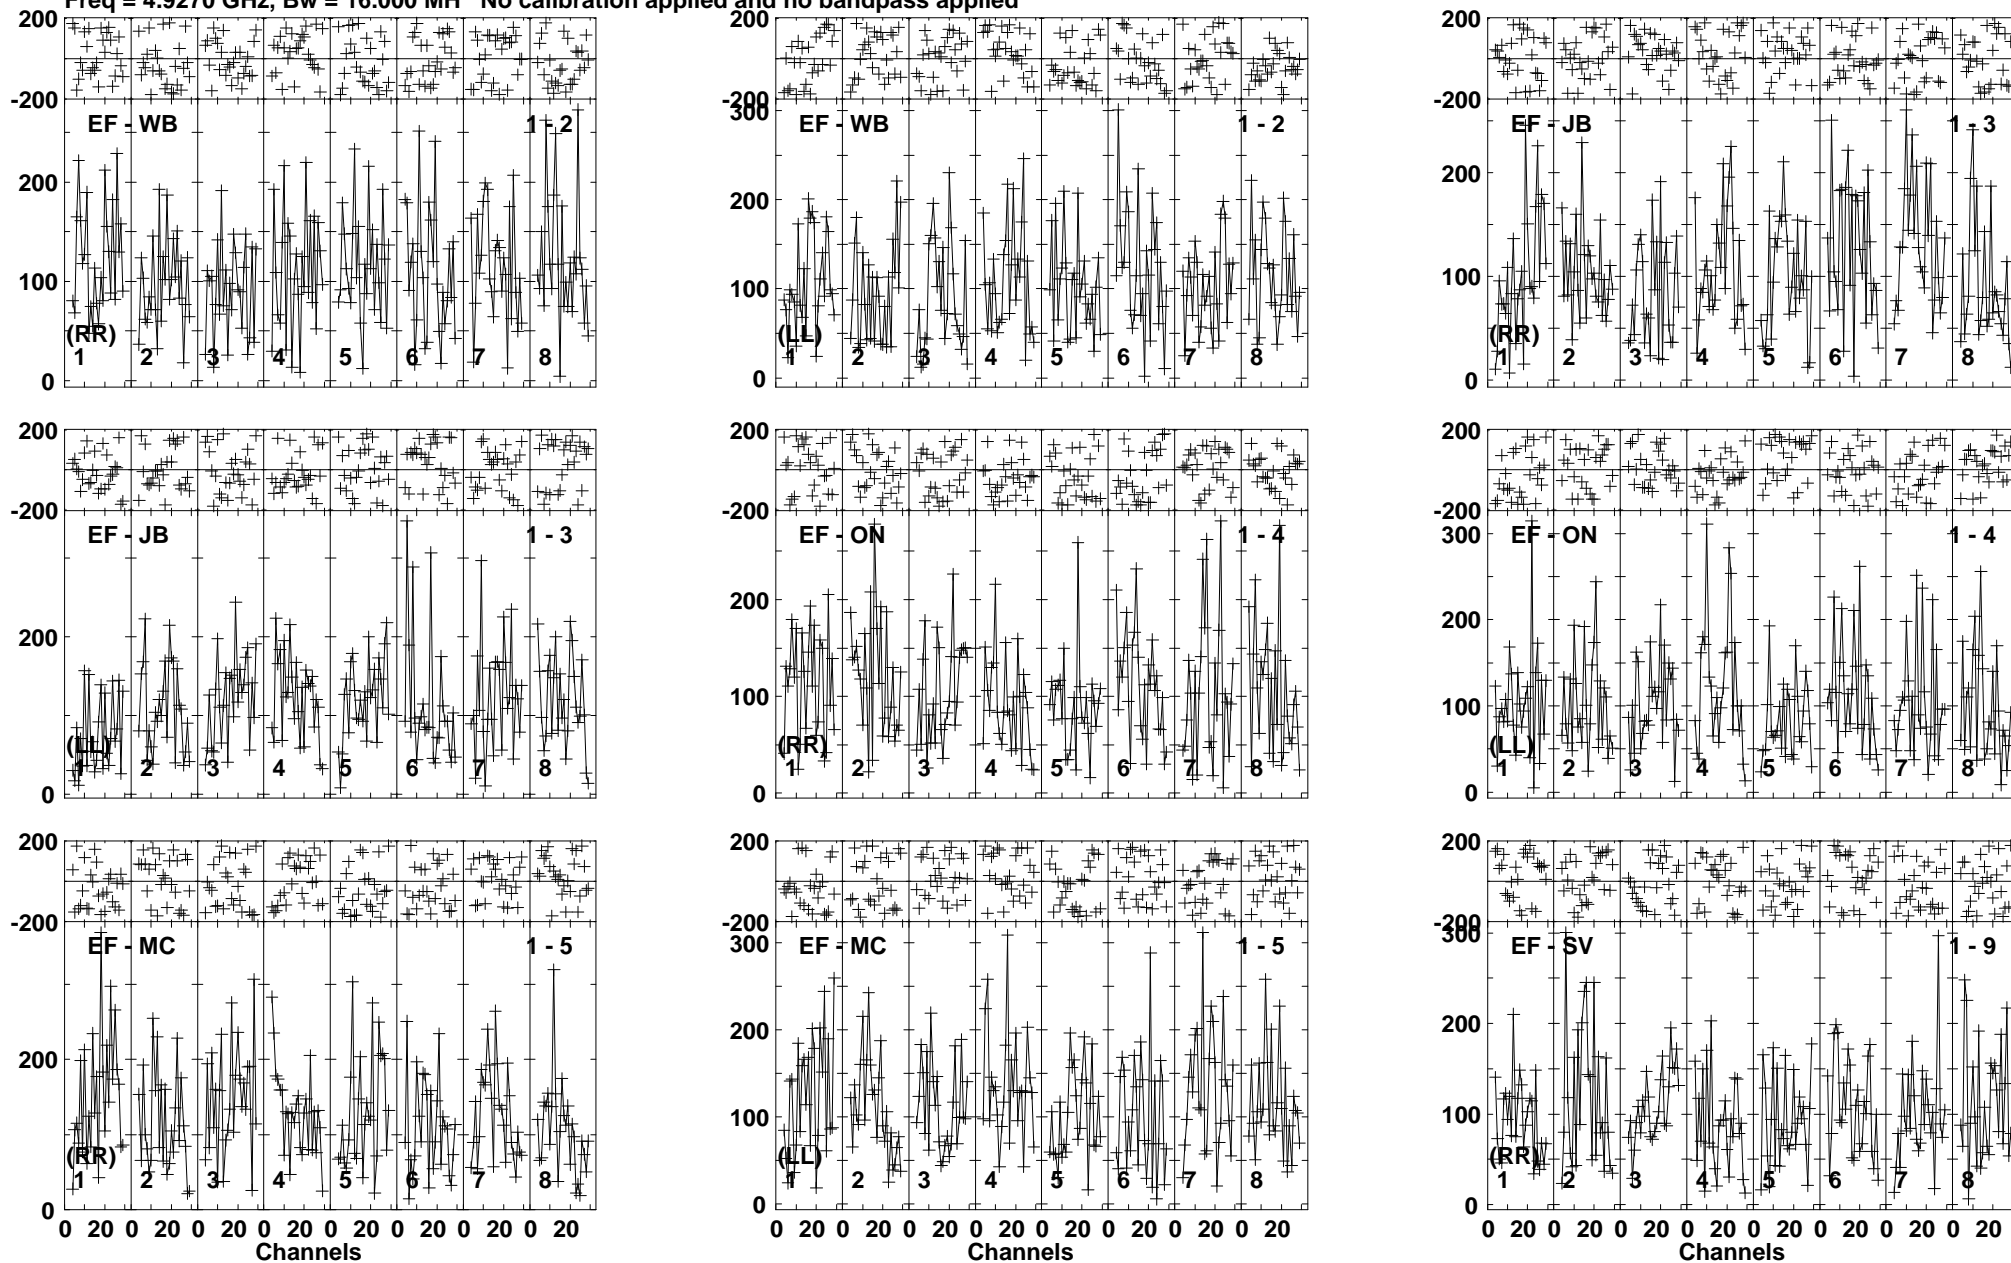 Freq = 4.9270 GHz, Bw = 16.000 MH No calibration applied and no bandpass applied
200 200 200
-200 -200 -200
300
EF - WB 1 - 2 EF - WB 1 - 2 EF - JB 1 - 3
200 200 200
100 100 100
(RR) (LL) (RR)
1 2 3 4 5 6 7 8 1 2 3 4 5 6 7 8 1 2 3 4 5 6 7 8
0 0 0
200 200 200
-200 -200 -200
EF - JB 1 - 3 EF - ON 1 - 4 EF - ON 1 - 4
300
200 200 200
100 100
(LL) (RR) (LL)
1 2 3 4 5 6 7 8 1 2 3 4 5 6 7 8 1 2 3 4 5 6 7 8
0 0 0
200 200 200
-200 -200 -200
EF - MC 1 - 5 EF - MC 1 - 5 EF - SV 1 - 9
300 300
200 200 200
100 100
(RR) (LL) (RR)
1 2 3 4 5 6 7 8 1 2 3 4 5 6 7 8 1 2 3 4 5 6 7 8
0 0 0
0 20 0 20 0 20 0 20 0 20 0 20 0 20 0 20 0 20 0 20 0 20 0 20 0 20 0 20 0 20 0 20 0 20 0 20 0 20 0 20 0 20 0 20 0 20 0 20
Channels Channels Channels